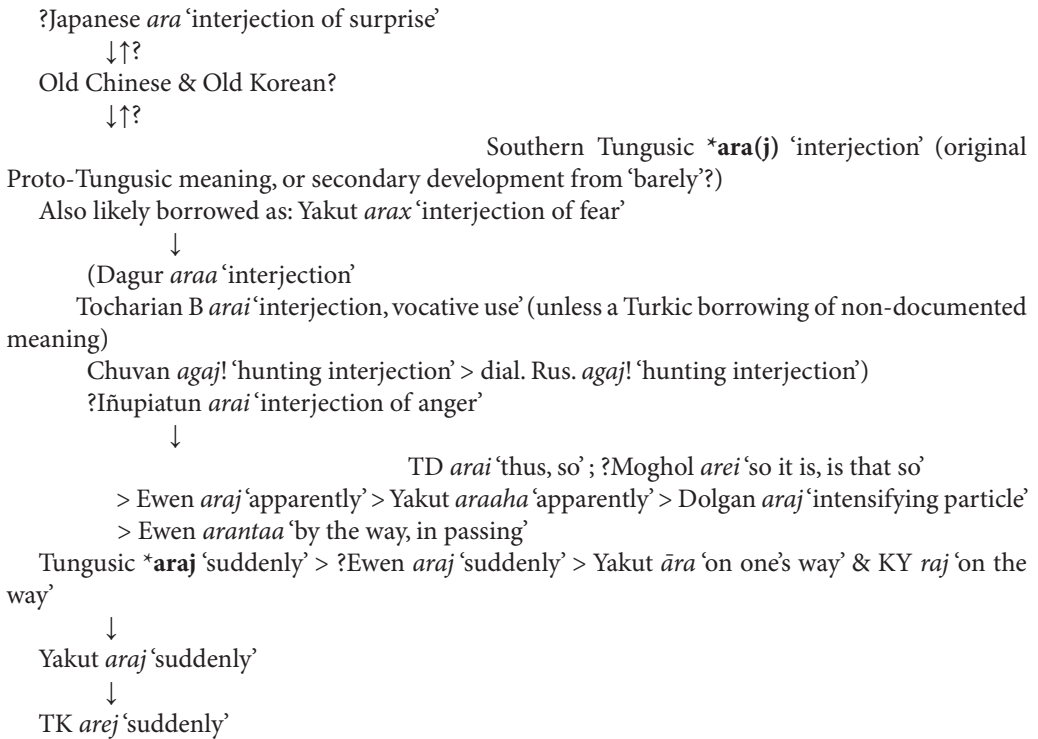 ?Japanese ara ‘interjection of surprise’
↓↑?
Old Chinese & Old Korean?
↓↑?
Southern Tungusic *ara(j) ‘interjection’ (original
Proto-Tungusic meaning, or secondary development from ‘barely’?)
Also likely borrowed as: Yakut arax ‘interjection of fear’
↓
(Dagur araa ‘interjection’
Tocharian B arai ‘interjection, vocative use’ (unless a Turkic borrowing of non-documented
meaning)
Chuvan agaj! ‘hunting interjection’ > dial. Rus. agaj! ‘hunting interjection’)
?Iñupiatun arai ‘interjection of anger’
↓
TD arai ‘thus, so’ ; ?Moghol arei ‘so it is, is that so’
> Ewen araj ‘apparently’ > Yakut araaha ‘apparently’ > Dolgan araj ‘intensifying particle’
> Ewen arantaa ‘by the way, in passing’
Tungusic *araj ‘suddenly’ > ?Ewen araj ‘suddenly’ > Yakut āra ‘on one’s way’ & KY raj ‘on the
way’
↓
Yakut araj ‘suddenly’
↓
TK arej ‘suddenly’